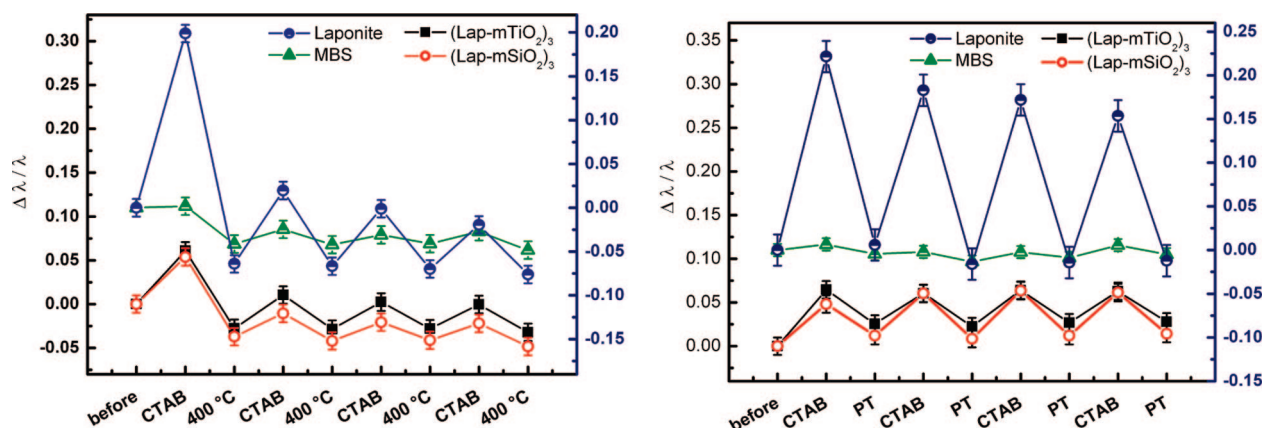 Laponite
MBS
(Lap-mTiO2)3
(Lap-mSiO2)3
Δ λ / λ
0.30
0.25
0.20
0.15
0.10
0.05
0.00
-0.05
0.20
0.15
0.10
0.05
0.00
-0.05
-0.10
-0.15
before
CTAB
400 °C
CTAB
400 °C
CTAB
400 °C
CTAB
400 °C
Laponite
MBS
(Lap-mTiO2)3
(Lap-mSiO2)3
Δ λ / λ
0.35
0.30
0.25
0.20
0.15
0.10
0.05
0.00
0.25
0.20
0.15
0.10
0.05
0.00
-0.05
-0.10
-0.15
before
CTAB
PT
CTAB
PT
CTAB
PT
CTAB
PT